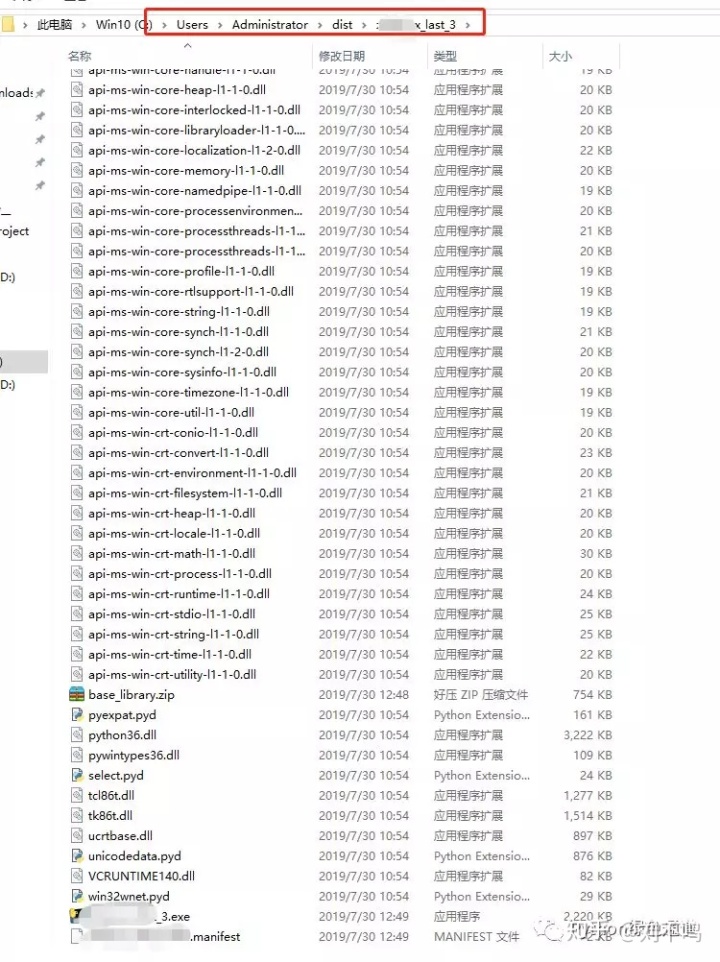 此电脑 > Win10 (C:) > Users > Administrator > dist > x_last_3 >
名称 修改日期 类型 大小
api-ms-win-core-handle-l1-1-0.dll 2019/7/30 10:54 应用程序扩展 19 KB
api-ms-win-core-heap-l1-1-0.dll 2019/7/30 10:54 应用程序扩展 20 KB
nloads
api-ms-win-core-interlocked-l1-1-0.dll 2019/7/30 10:54 应用程序扩展 20 KB
api-ms-win-core-libraryloader-l1-1-0.... 2019/7/30 10:54 应用程序扩展 20 KB
api-ms-win-core-localization-l1-2-0.dll 2019/7/30 10:54 应用程序扩展 22 KB
api-ms-win-core-memory-l1-1-0.dll 2019/7/30 10:54 应用程序扩展 20 KB
api-ms-win-core-namedpipe-l1-1-0.dll 2019/7/30 10:54 应用程序扩展 19 KB
api-ms-win-core-processenvironmen... 2019/7/30 10:54 应用程序扩展 20 KB
roject
api-ms-win-core-processthreads-l1-1... 2019/7/30 10:54 应用程序扩展 21 KB
api-ms-win-core-processthreads-l1-1... 2019/7/30 10:54 应用程序扩展 20 KB
D:)
api-ms-win-core-profile-l1-1-0.dll 2019/7/30 10:54 应用程序扩展 19 KB
api-ms-win-core-rtlsupport-l1-1-0.dll 2019/7/30 10:54 应用程序扩展 19 KB
api-ms-win-core-string-l1-1-0.dll 2019/7/30 10:54 应用程序扩展 19 KB
api-ms-win-core-synch-l1-1-0.dll 2019/7/30 10:54 应用程序扩展 21 KB
api-ms-win-core-synch-l1-2-0.dll 2019/7/30 10:54 应用程序扩展 20 KB
)
api-ms-win-core-sysinfo-l1-1-0.dll 2019/7/30 10:54 应用程序扩展 20 KB
D:)
api-ms-win-core-timezone-l1-1-0.dll 2019/7/30 10:54 应用程序扩展 19 KB
api-ms-win-core-util-l1-1-0.dll 2019/7/30 10:54 应用程序扩展 19 KB
api-ms-win-crt-conio-l1-1-0.dll 2019/7/30 10:54 应用程序扩展 20 KB
api-ms-win-crt-convert-l1-1-0.dll 2019/7/30 10:54 应用程序扩展 23 KB
api-ms-win-crt-environment-l1-1-0.dll 2019/7/30 10:54 应用程序扩展 20 KB
api-ms-win-crt-filesystem-l1-1-0.dll 2019/7/30 10:54 应用程序扩展 21 KB
api-ms-win-crt-heap-l1-1-0.dll 2019/7/30 10:54 应用程序扩展 20 KB
api-ms-win-crt-locale-l1-1-0.dll 2019/7/30 10:54 应用程序扩展 20 KB
api-ms-win-crt-math-l1-1-0.dll 2019/7/30 10:54 应用程序扩展 30 KB
api-ms-win-crt-process-l1-1-0.dll 2019/7/30 10:54 应用程序扩展 20 KB
api-ms-win-crt-runtime-l1-1-0.dll 2019/7/30 10:54 应用程序扩展 24 KB
api-ms-win-crt-stdio-l1-1-0.dll 2019/7/30 10:54 应用程序扩展 25 KB
api-ms-win-crt-string-l1-1-0.dll 2019/7/30 10:54 应用程序扩展 25 KB
api-ms-win-crt-time-l1-1-0.dll 2019/7/30 10:54 应用程序扩展 22 KB
api-ms-win-crt-utility-l1-1-0.dll 2019/7/30 10:54 应用程序扩展 20 KB
base_library.zip 2019/7/30 12:48 好压 ZIP 压缩文件 754 KB
pyexpat.pyd 2019/7/30 10:54 Python Extensio... 161 KB
python36.dll 2019/7/30 10:54 应用程序扩展 3,222 KB
pywintypes36.dll 2019/7/30 10:54 应用程序扩展 109 KB
select.pyd 2019/7/30 10:54 Python Extensio... 24 KB
tcl86t.dll 2019/7/30 10:54 应用程序扩展 1,277 KB
tk86t.dll 2019/7/30 10:54 应用程序扩展 1,514 KB
ucrtbase.dll 2019/7/30 10:54 应用程序扩展 897 KB
unicodedata.pyd 2019/7/30 10:54 Python Extensio... 876 KB
VCRUNTIME140.dll 2019/7/30 10:54 应用程序扩展 82 KB
win32wnet.pyd 2019/7/30 10:54 Python Extensio... 29 KB
_3.exe 2019/7/30 12:49 应用程序 2,220 KB
.manifest 2019/7/30 12:49 MANIFEST 文件